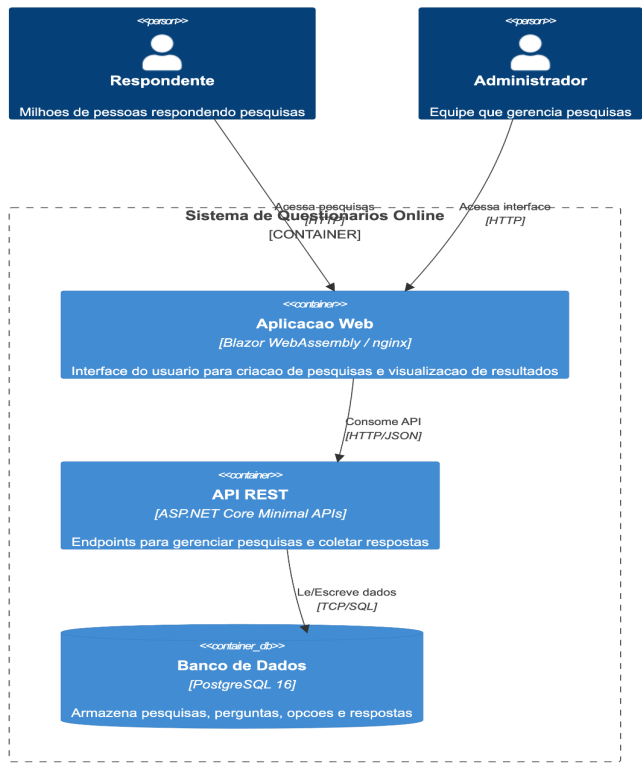 <<person>>
Respondente
Milhoes de pessoas respondendo pesquisas
<<person>>
Administrador
Equipe que gerencia pesquisas
Acessa pesquisas
[HTTP]
Acessa interface
[HTTP]
Sistema de Questionarios Online
[CONTAINER]
<<container>>
Aplicacao Web
[Blazor WebAssembly / nginx]
Interface do usuario para criacao de pesquisas e visualizacao de resultados
Consome API
[HTTP/JSON]
<<container>>
API REST
[ASP.NET Core Minimal APIs]
Endpoints para gerenciar pesquisas e coletar respostas
Le/Escreve dados
[TCP/SQL]
<<container_db>>
Banco de Dados
[PostgreSQL 16]
Armazena pesquisas, perguntas, opcoes e respostas